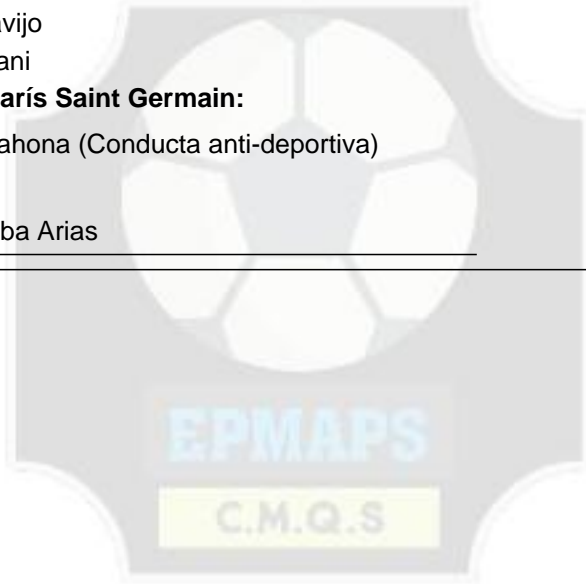 avijo
ani
arís Saint Germain:
ahona (Conducta anti-deportiva)
ba Arias
EPMAPS
C.M.Q.S